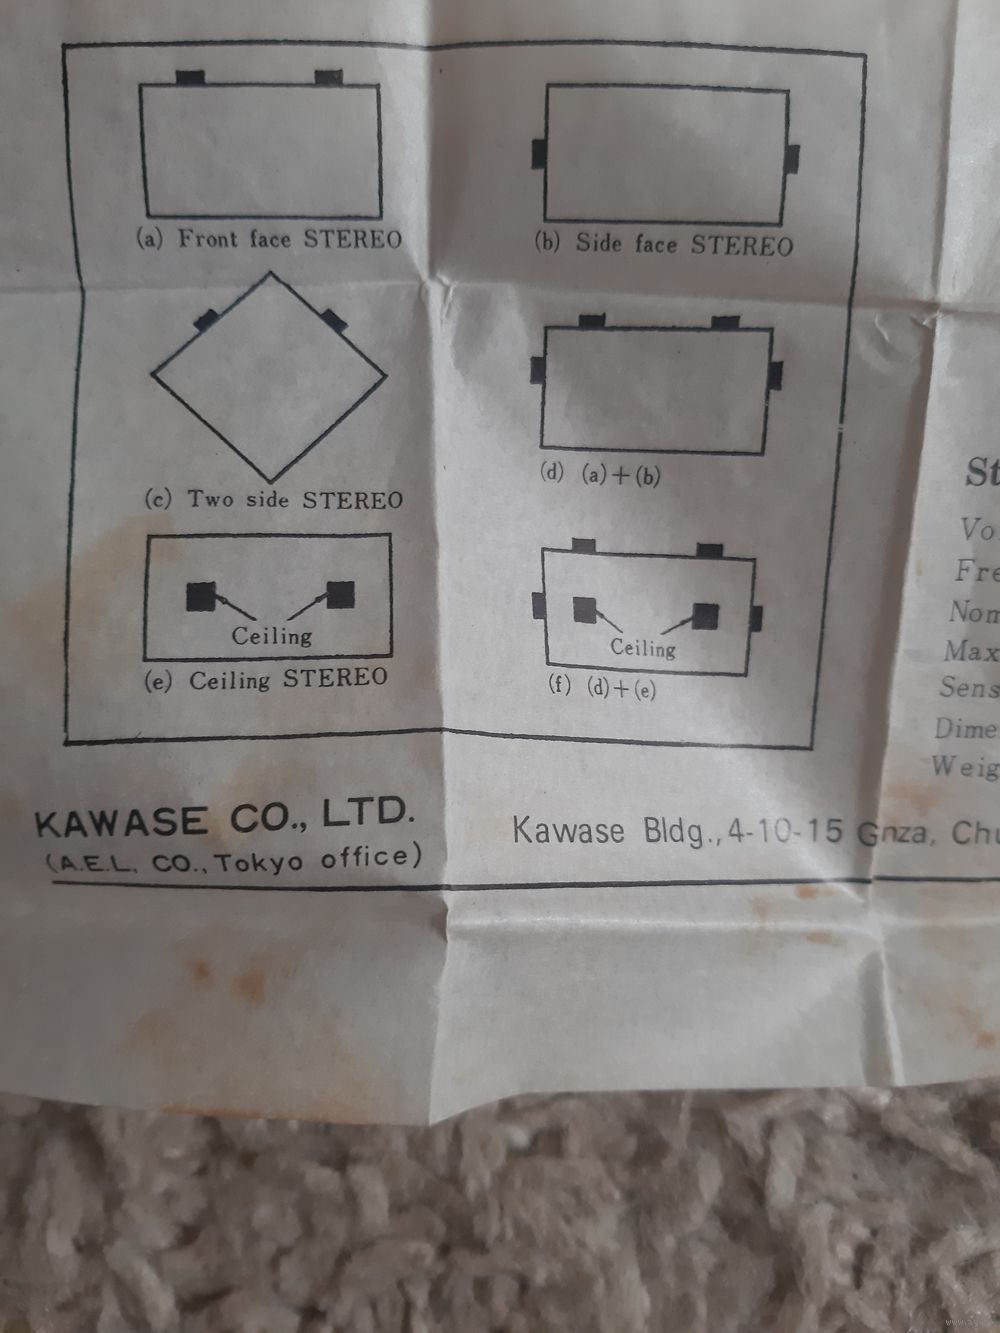 (a) Front face STEREO
(b) Side face STEREO
(c) Two side STEREO
(d) (a)+(b)
Ceiling
(e) Ceiling STEREO
Ceiling
(f) (d)+(e)
St
Vo
Fre
Nom
Max
Sens
Dime
Weig
KAWASE CO., LTD.
(A.E.L. CO., Tokyo office)
Kawase Bldg., 4-10-15 Gnza, Chu